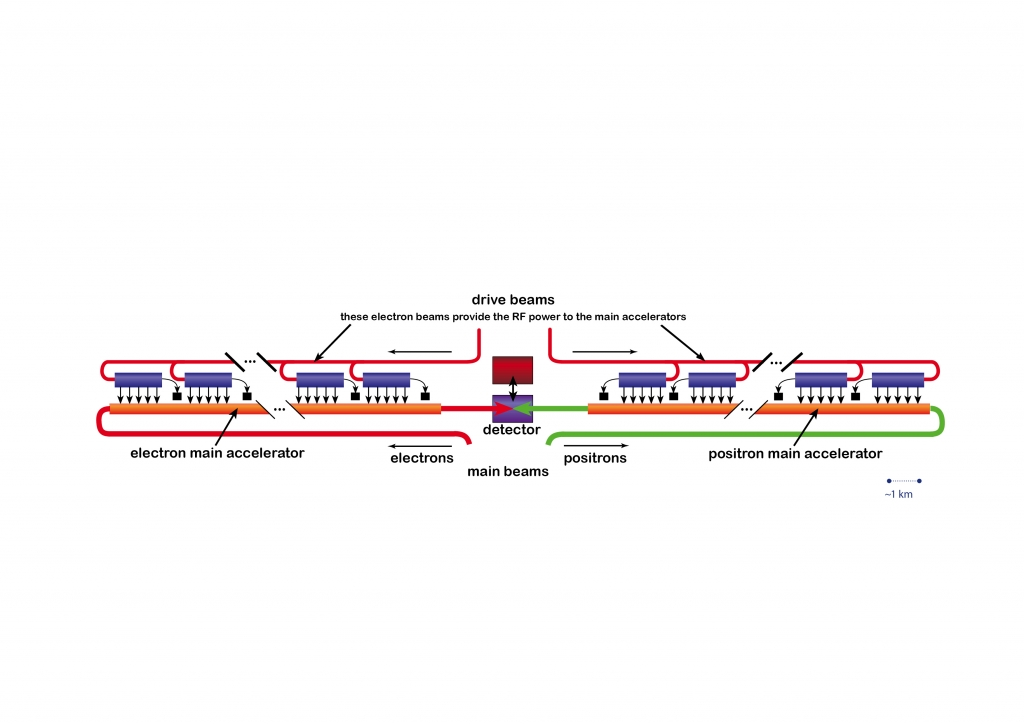 drive beams
these electron beams provide the RF power to the main accelerators
...
...
...
...
detector
electron main accelerator
electrons
positrons
positron main accelerator
main beams
~1 km